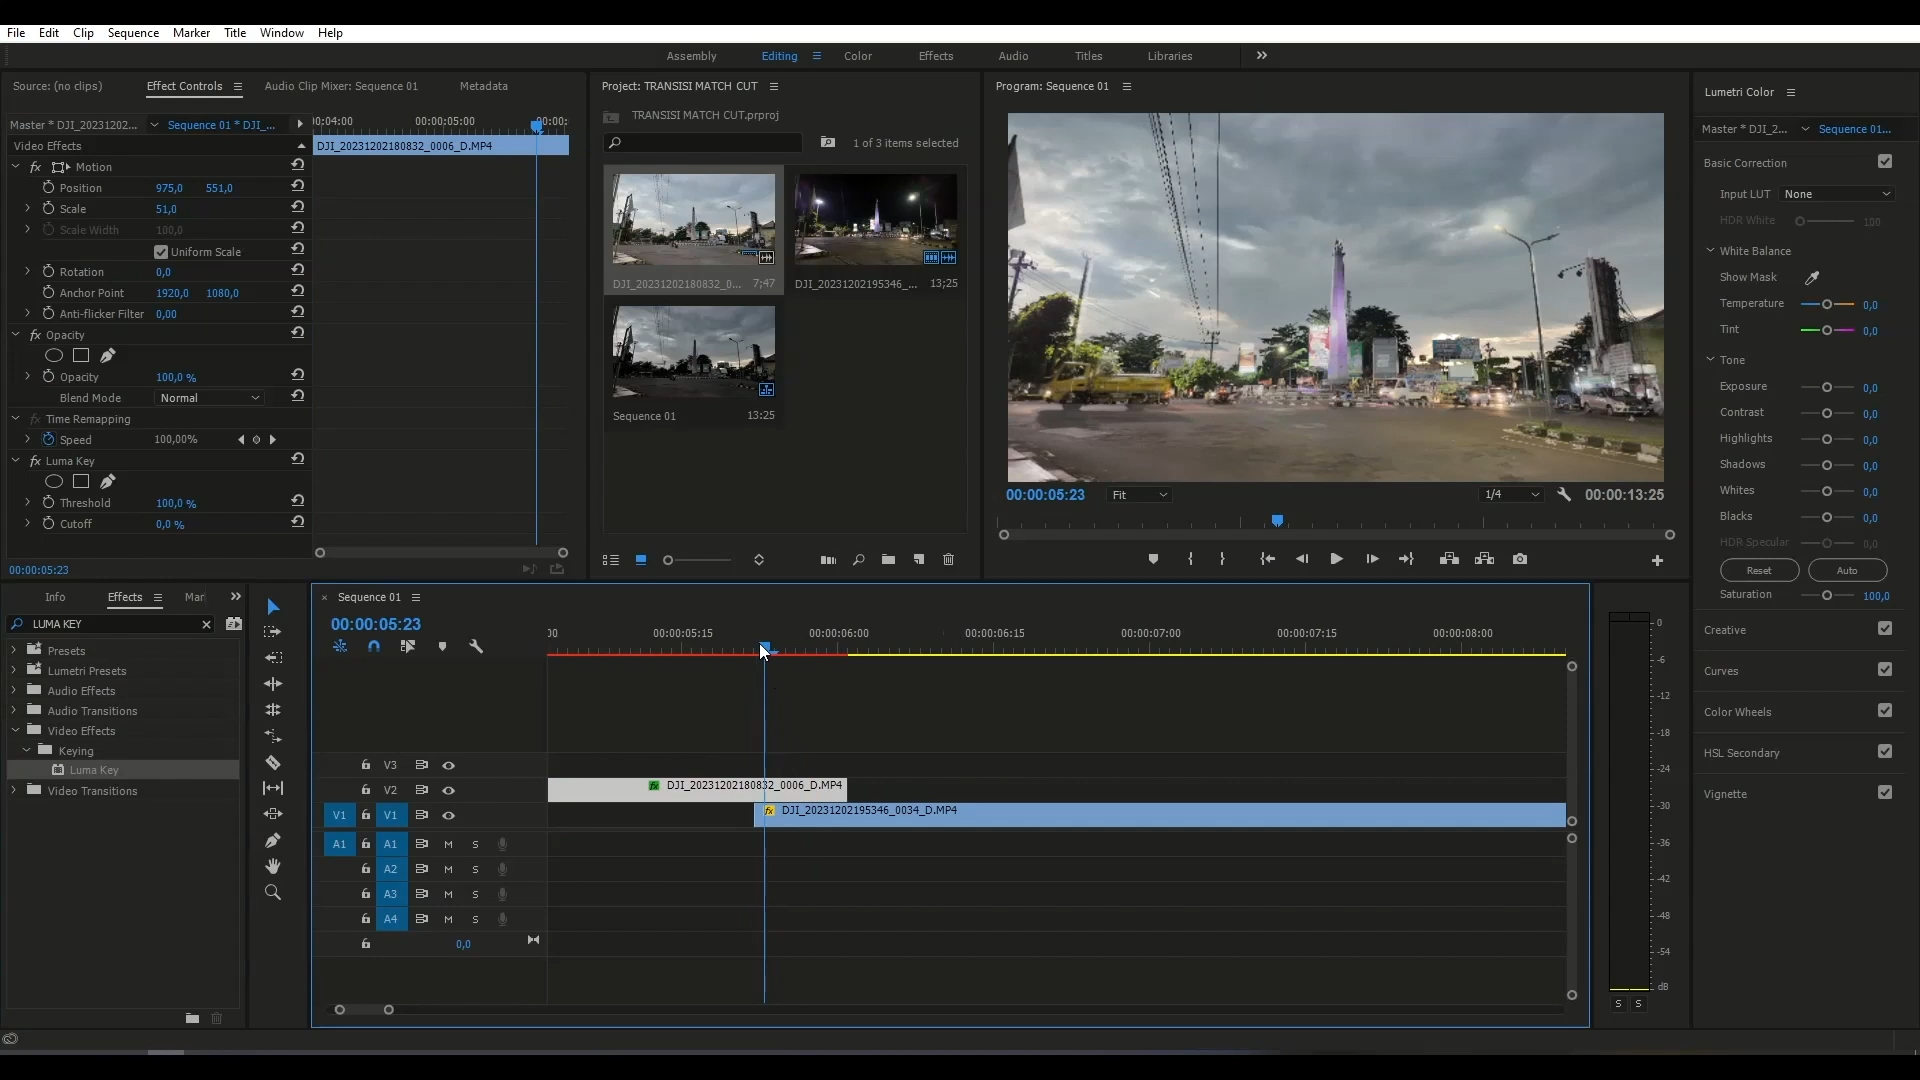 File Edit Clip Sequence Marker Title Window Help
Assembly Editing Color Effects Audio Titles Libraries
Source: (no clips) Effect Controls Audio Clip Mixer: Sequence 01 Metadata
Master * DJI_20231202... Sequence 01 * DJI_...
00:04:00 00:00:05:00 00:00:
Video Effects
DJI_20231202180832_0006_D.MP4
fx Motion
Position 975,0 551,0
Scale 51,0
Scale Width 100,0
Uniform Scale
Rotation 0,0
Anchor Point 1920,0 1080,0
Anti-flicker Filter 0,00
fx Opacity
Opacity 100,0 %
Blend Mode Normal
fx Time Remapping
Speed 100,00%
fx Luma Key
Threshold 100,0 %
Cutoff 0,0 %
00:00:05:23
Project: TRANSISI MATCH CUT
TRANSISI MATCH CUT.prproj
1 of 3 items selected
DJI_20231202180832_0... 7;47
DJI_20231202195346_... 13;25
Sequence 01 13:25
Program: Sequence 01
00:00:05:23 Fit 1/4 00:00:13:25
Lumetri Color
Master * DJI_2... Sequence 01...
Basic Correction
Input LUT None
HDR White 100
White Balance
Show Mask
Temperature 0,0
Tint 0,0
Tone
Exposure 0,0
Contrast 0,0
Highlights 0,0
Shadows 0,0
Whites 0,0
Blacks 0,0
HDR Specular 0,0
Reset Auto
Saturation 100,0
Creative
Curves
Color Wheels
HSL Secondary
Vignette
Info Effects Mar
LUMA KEY
Presets
Lumetri Presets
Audio Effects
Audio Transitions
Video Effects
Keying
Luma Key
Video Transitions
Sequence 01
00:00:05:23
00 00:00:05:15 00:00:06:00 00:00:06:15 00:00:07:00 00:00:07:15 00:00:08:00
V3
V2 fx DJI_20231202180832_0006_D.MP4
V1 V1 fx DJI_20231202195346_0034_D.MP4
A1 A1 M S
A2 M S
A3 M S
A4 M S
0,0
0
-6
-12
-18
-24
-30
-36
-42
-48
-54
dB
S S